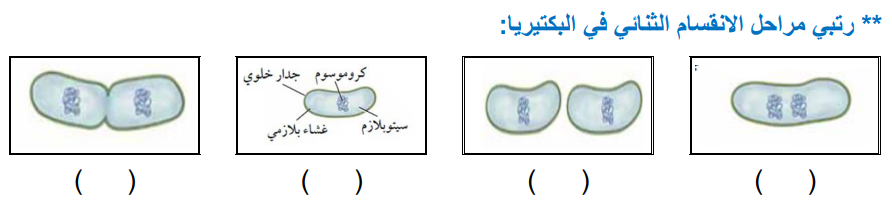 ** رتبي مراحل الانقسام الثنائي في البكتيريا:
كروموسوم
جدار خلوي
سيتوبلازم
غشاء بلازمي
( ) ( ) ( ) ( )